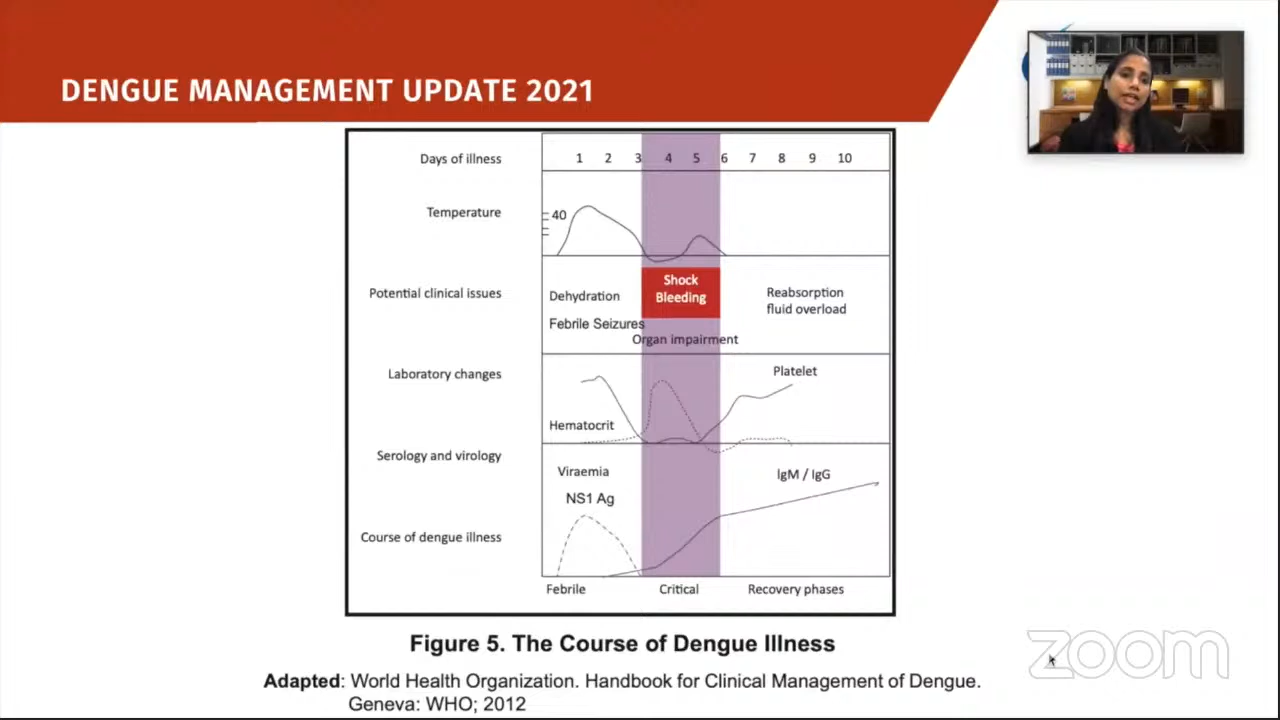 DENGUE MANAGEMENT UPDATE 2021
Days of illness 1 2 3 4 5 6 7 8 9 10
Temperature 40
Potential clinical issues
Dehydration
Febrile Seizures
Shock
Bleeding
Organ impairment
Reabsorption
fluid overload
Laboratory changes
Hematocrit
Platelet
Serology and virology
Viraemia
NS1 Ag
IgM / IgG
Course of dengue illness
Febrile Critical Recovery phases
Figure 5. The Course of Dengue Illness
Adapted: World Health Organization. Handbook for Clinical Management of Dengue.
Geneva: WHO; 2012
zoom